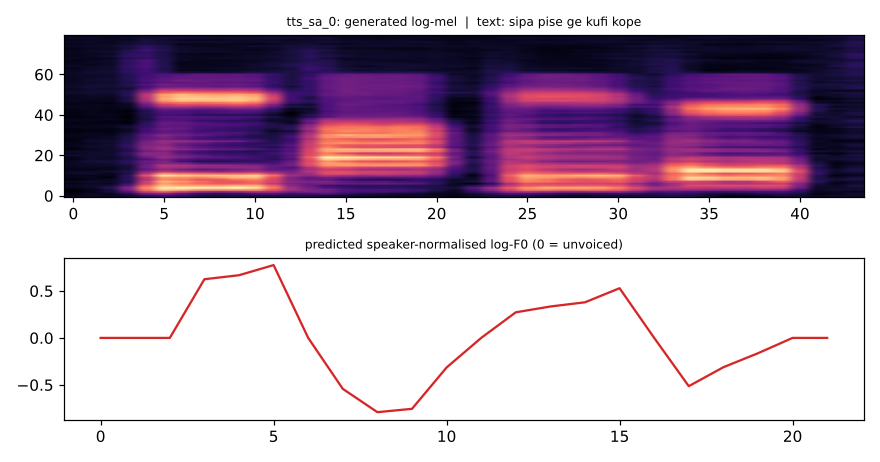 tts_sa_0: generated log-mel | text: sipa pise ge kufi kope
60
40
20
0
0 5 10 15 20 25 30 35 40
predicted speaker-normalised log-F0 (0 = unvoiced)
0.5
0.0
−0.5
0 5 10 15 20